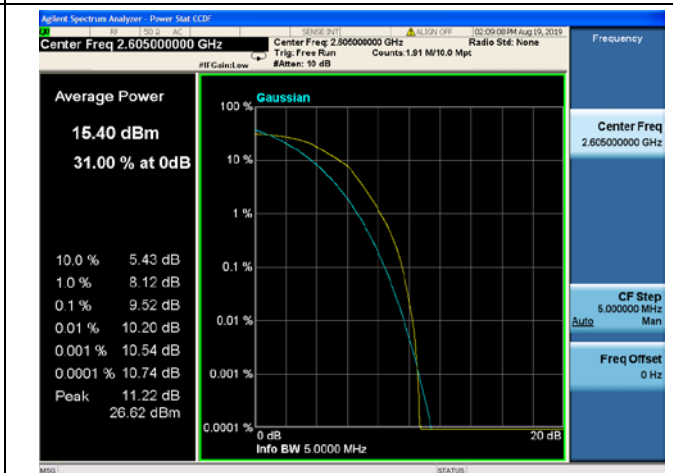 Agilent Spectrum Analyzer - Power Stat CCDF
RF 50 Ω AC SENSE:INT ALIGN OFF 02:09:08 PM Aug 19, 2019
Center Freq 2.605000000 GHz Center Freq: 2.605000000 GHz Radio Std: None
Trig: Free Run Counts:1.91 M/10.0 Mpt
#IFGain:Low #Atten: 10 dB
Frequency
Average Power
15.40 dBm
31.00 % at 0dB
10.0 % 5.43 dB
1.0 % 8.12 dB
0.1 % 9.52 dB
0.01 % 10.20 dB
0.001 % 10.54 dB
0.0001 % 10.74 dB
Peak 11.22 dB
26.62 dBm
Gaussian
100 %
10 %
1 %
0.1 %
0.01 %
0.001 %
0.0001 %
0 dB 20 dB
Info BW 5.0000 MHz
Center Freq
2.605000000 GHz
CF Step
5.000000 MHz
Auto Man
Freq Offset
0 Hz
MSG STATUS